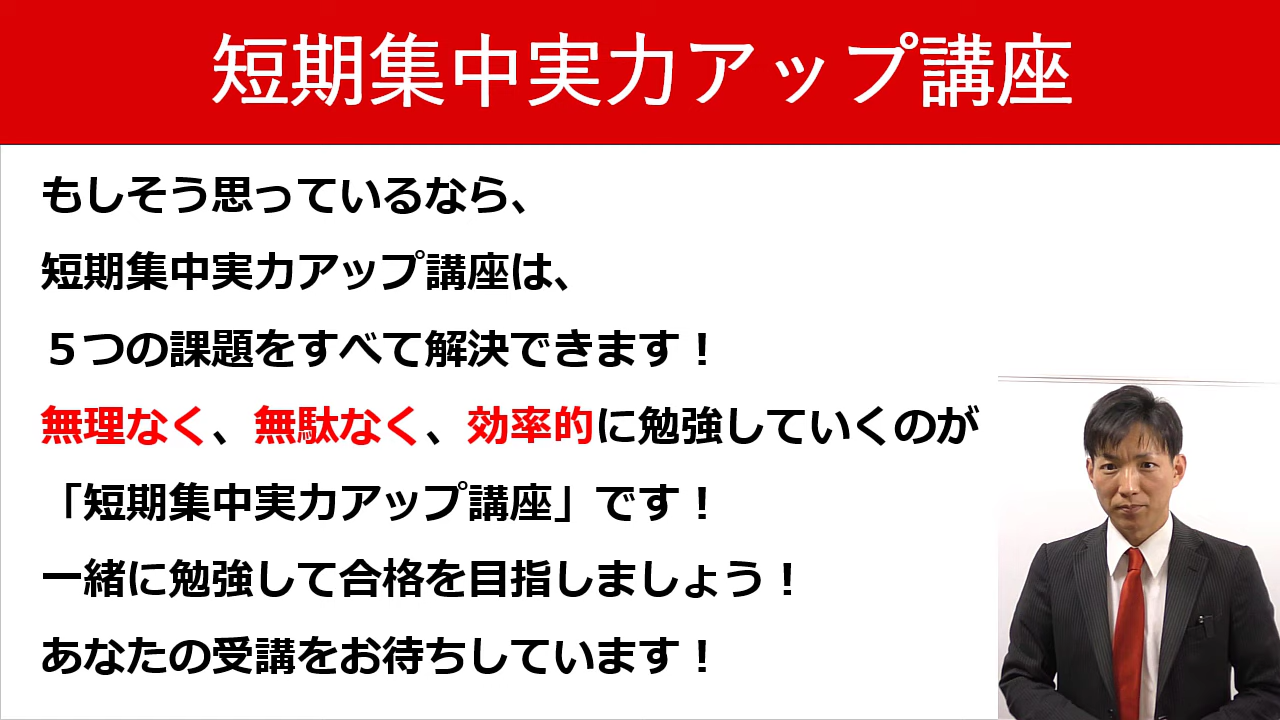 短期集中実力アップ講座
もしそう思っているなら、
短期集中実力アップ講座は、
５つの課題をすべて解決できます！
無理なく、無駄なく、効率的に勉強していくのが
「短期集中実力アップ講座」です！
一緒に勉強して合格を目指しましょう！
あなたの受講をお待ちしています！